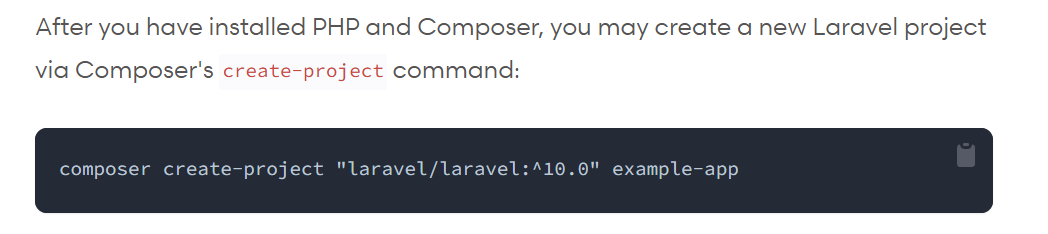 After you have installed PHP and Composer, you may create a new Laravel project
via Composer's create-project command:
composer create-project "laravel/laravel:^10.0" example-app